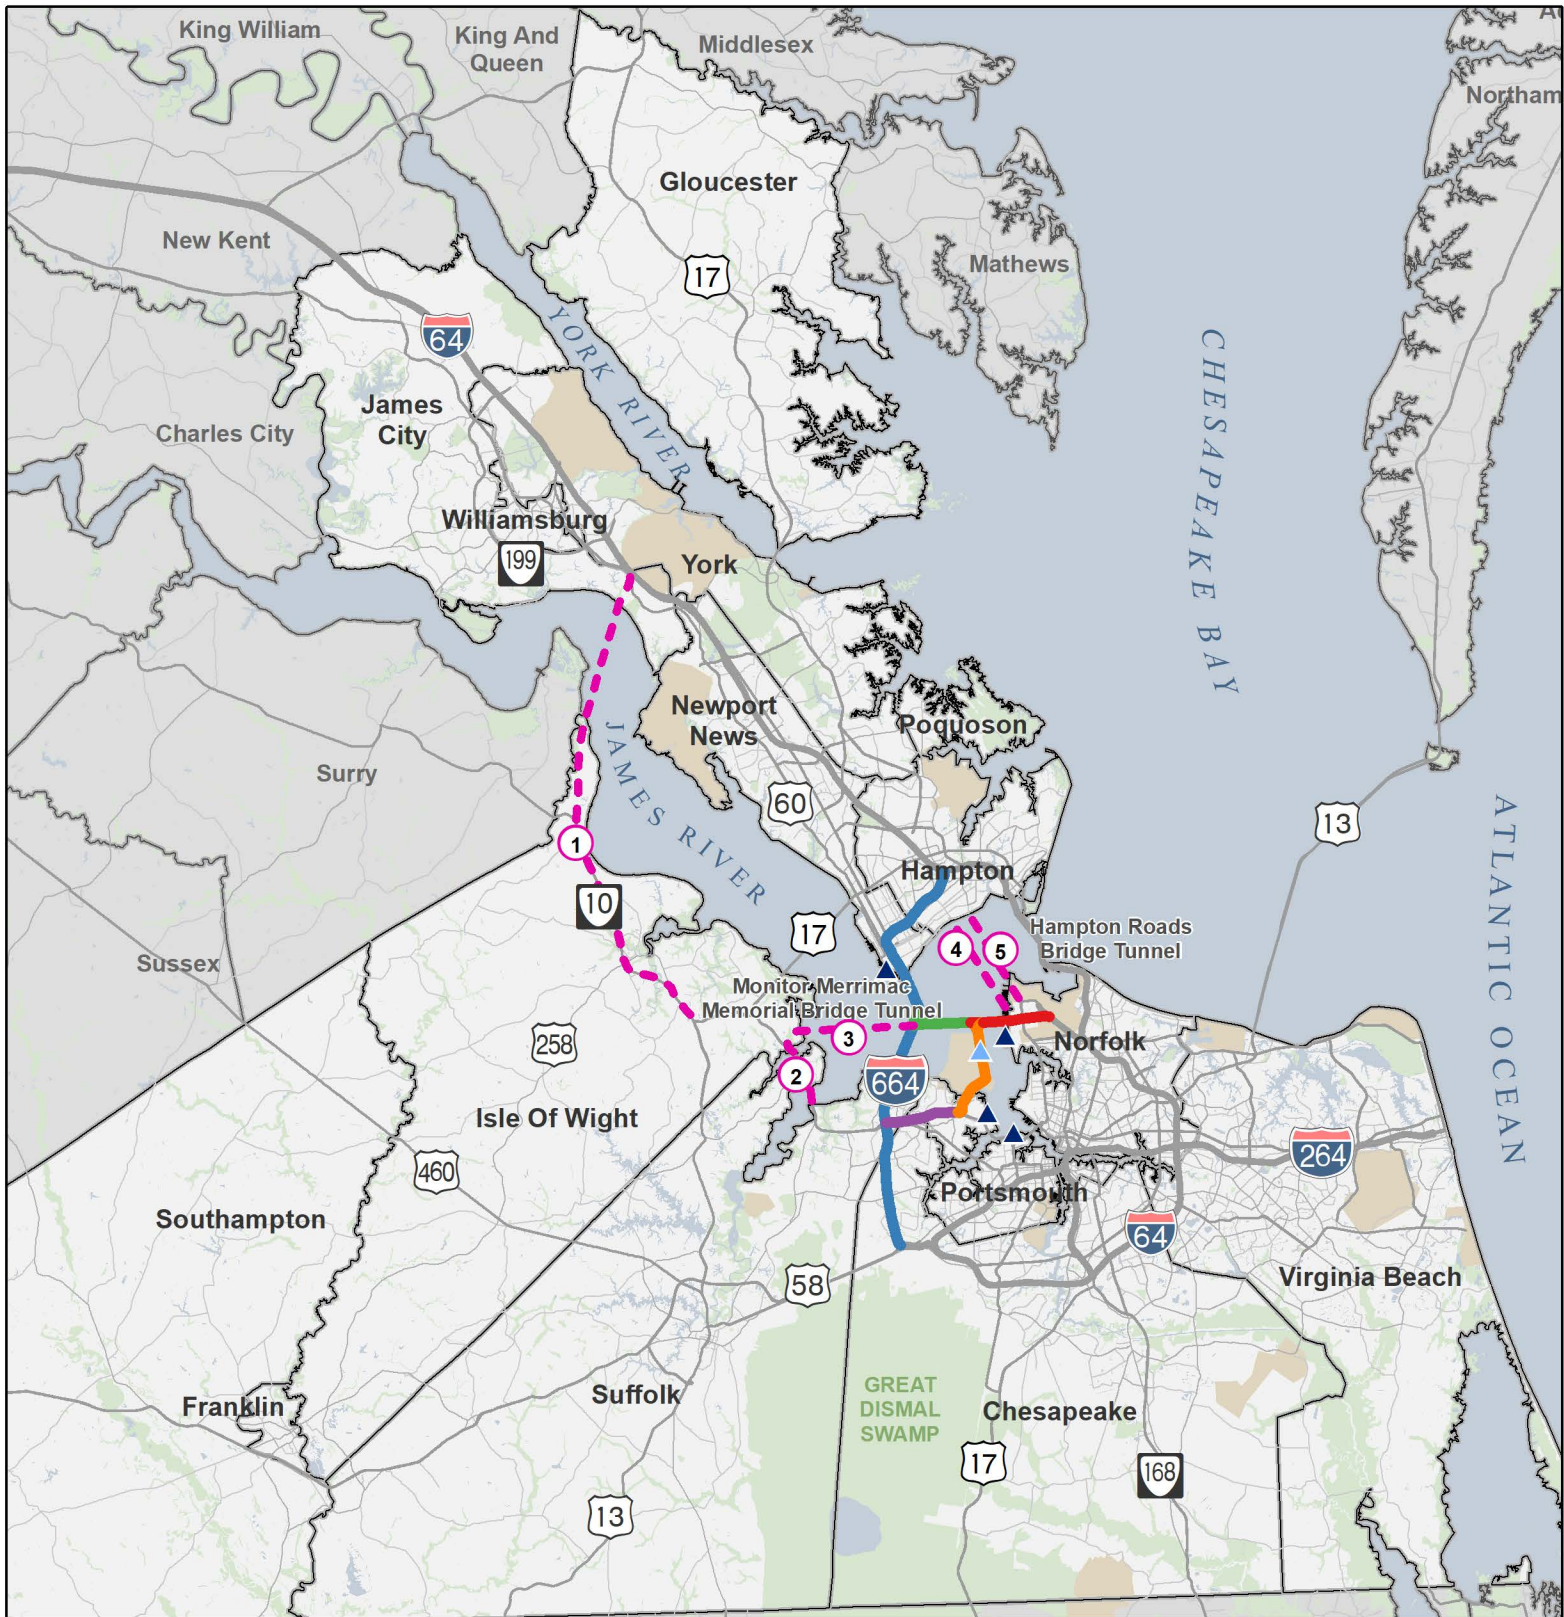 King William
King And
Queen
Middlesex
Northam
Gloucester
New Kent
17
Mathews
64
YORK RIVER
CHESAPEAKE BAY
James
City
Charles City
Williamsburg
199
York
Newport
News
Poquoson
JAMES RIVER
Surry
60
13
ATLANTIC OCEAN
1
Hampton
10
17
Hampton Roads
Bridge Tunnel
4
5
Sussex
Monitor Merrimac
Memorial Bridge Tunnel
258
3
Norfolk
2
664
Isle Of Wight
460
264
Portsmouth
Southampton
64
58
Virginia Beach
Suffolk
GREAT
DISMAL
SWAMP
Franklin
Chesapeake
17
168
13